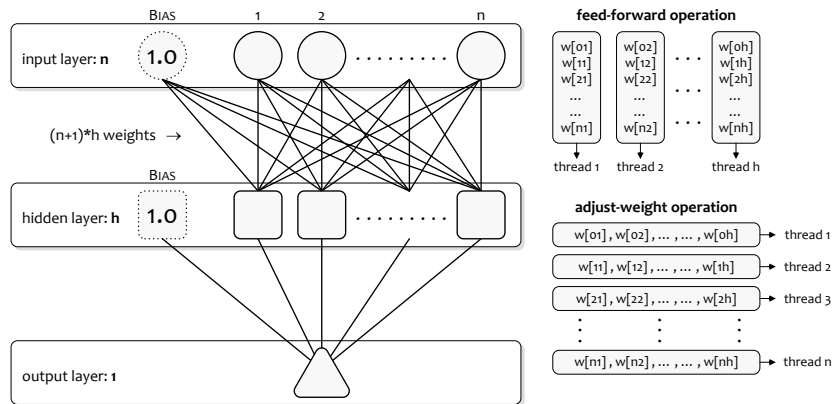 BIAS 1 2 n
input layer: n 1.0 . . . . . . . . .
(n+1)*h weights →
BIAS
hidden layer: h 1.0 . . . . . . . . .
output layer: 1
feed-forward operation
w[01] w[02] w[0h]
w[11] w[12] . . . w[1h]
w[21] w[22] w[2h]
... ... . . . ...
... ... ...
w[n1] w[n2] . . . w[nh]
thread 1 thread 2 thread h
adjust-weight operation
w[01] , w[02] , ... , ... , w[0h] thread 1
w[11] , w[12] , ... , ... , w[1h] thread 2
w[21] , w[22] , ... , ... , w[2h] thread 3
w[n1] , w[n2] , ... , ... , w[nh] thread n